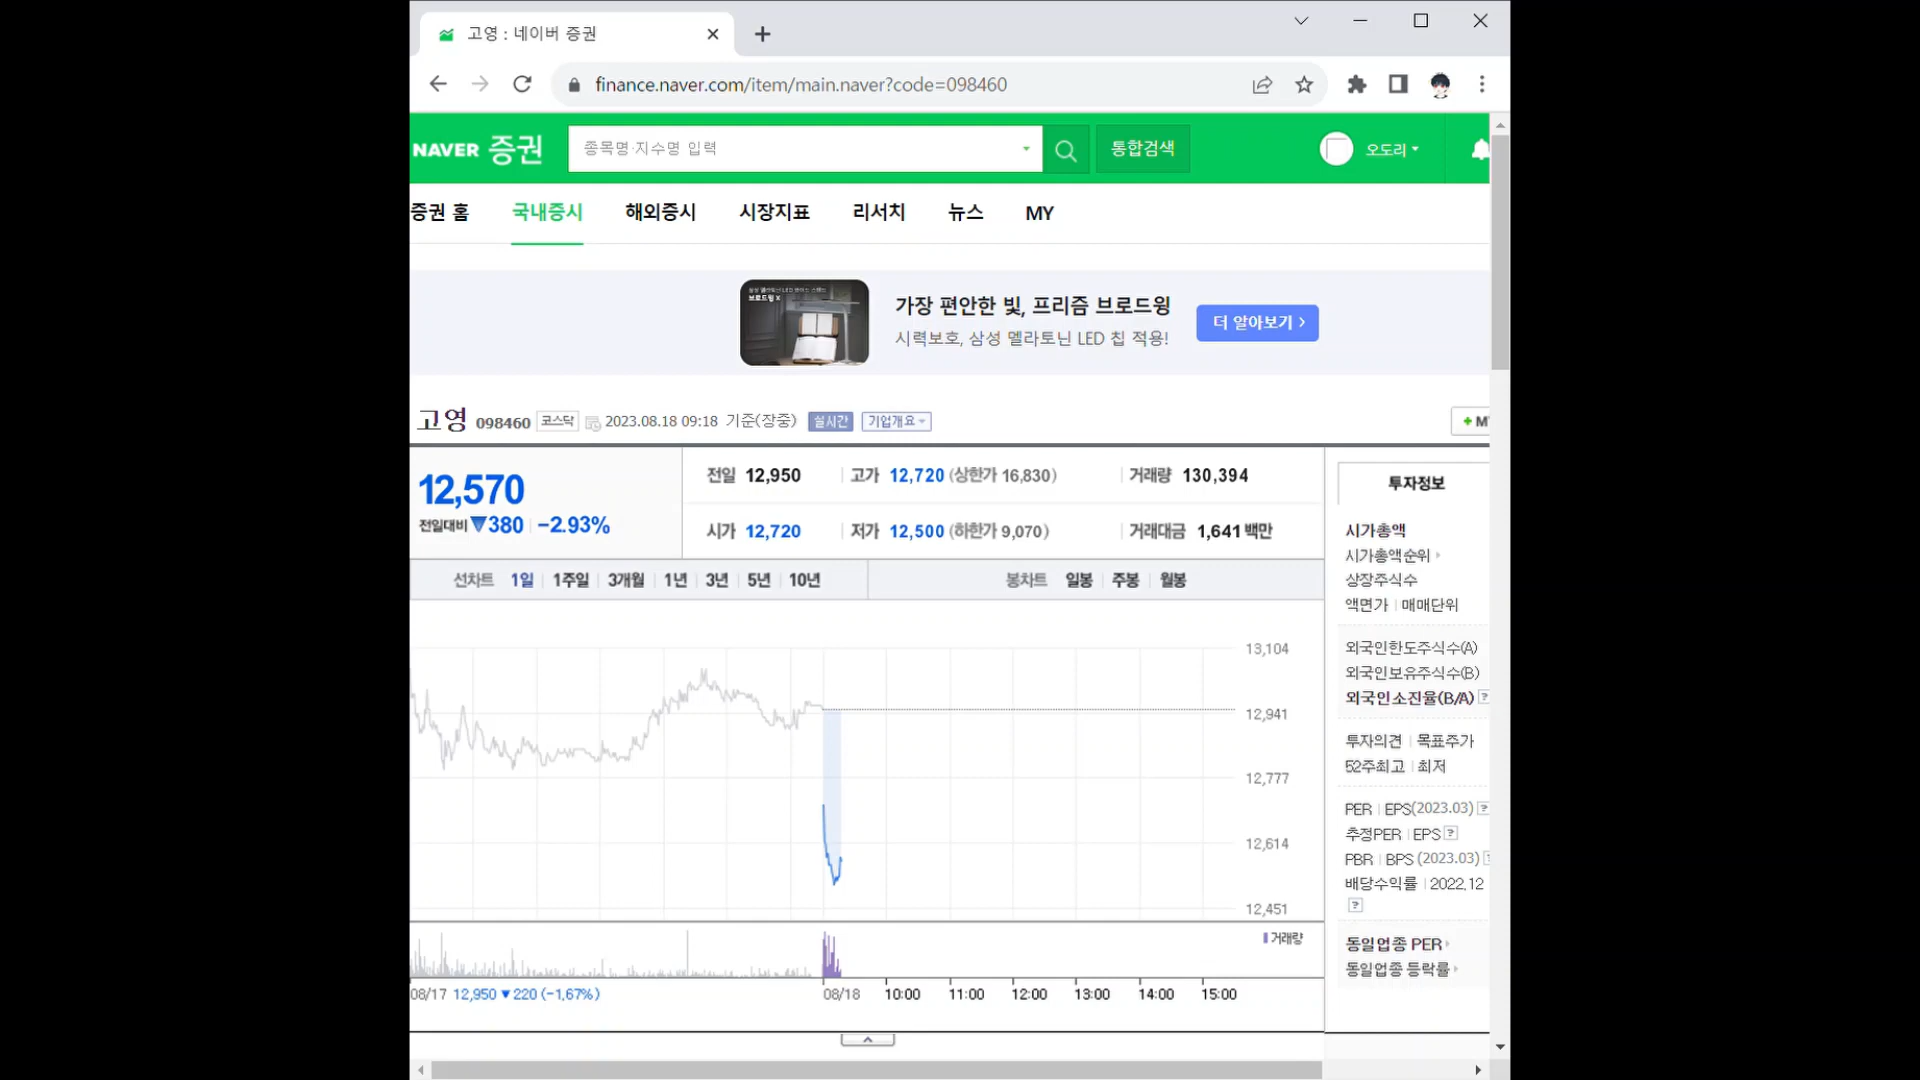 고영 : 네이버 증권
finance.naver.com/item/main.naver?code=098460
NAVER 증권
종목명·지수명 입력
통합검색
오도리
증권 홈 국내증시 해외증시 시장지표 리서치 뉴스 MY
브로드윙 X
가장 편안한 빛, 프리즘 브로드윙
시력보호, 삼성 멜라토닌 LED 칩 적용!
더 알아보기 >
고영 098460 코스닥 2023.08.18 09:18 기준(장중) 실시간 기업개요
+ M
12,570
전일대비 ▼380 -2.93%
전일 12,950 고가 12,720 (상한가 16,830) 거래량 130,394
시가 12,720 저가 12,500 (하한가 9,070) 거래대금 1,641 백만
선차트 1일 1주일 3개월 1년 3년 5년 10년 봉차트 일봉 주봉 월봉
13,104
12,941
12,777
12,614
12,451
거래량
08/17 12,950 ▼ 220 (-1.67%)
08/18 10:00 11:00 12:00 13:00 14:00 15:00
투자정보
시가총액
시가총액순위
상장주식수
액면가 | 매매단위
외국인한도주식수(A)
외국인보유주식수(B)
외국인소진율(B/A) ?
투자의견 | 목표주가
52주최고 | 최저
PER | EPS(2023.03) ?
추정PER | EPS ?
PBR | BPS (2023.03) ?
배당수익률 | 2022.12
?
동일업종 PER
동일업종 등락률